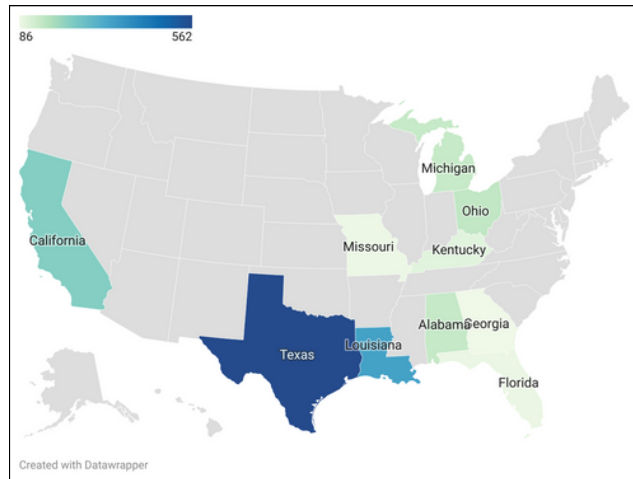 86 562
Michigan
Ohio
California
Missouri
Kentucky
Alabama Georgia
Louisiana
Texas
Florida
Created with Datawrapper